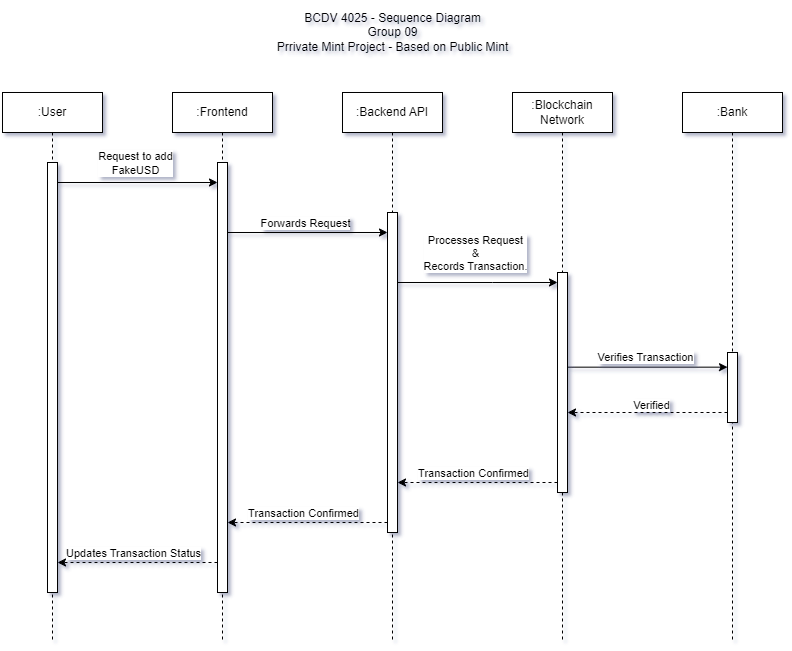 BCDV 4025 - Sequence Diagram
Group 09
Prrivate Mint Project - Based on Public Mint
:User
:Frontend
:Backend API
:Blockchain
Network
:Bank
Request to add
FakeUSD
Forwards Request
Processes Request
&
Records Transaction.
Verifies Transaction
Verified
Transaction Confirmed
Transaction Confirmed
Updates Transaction Status